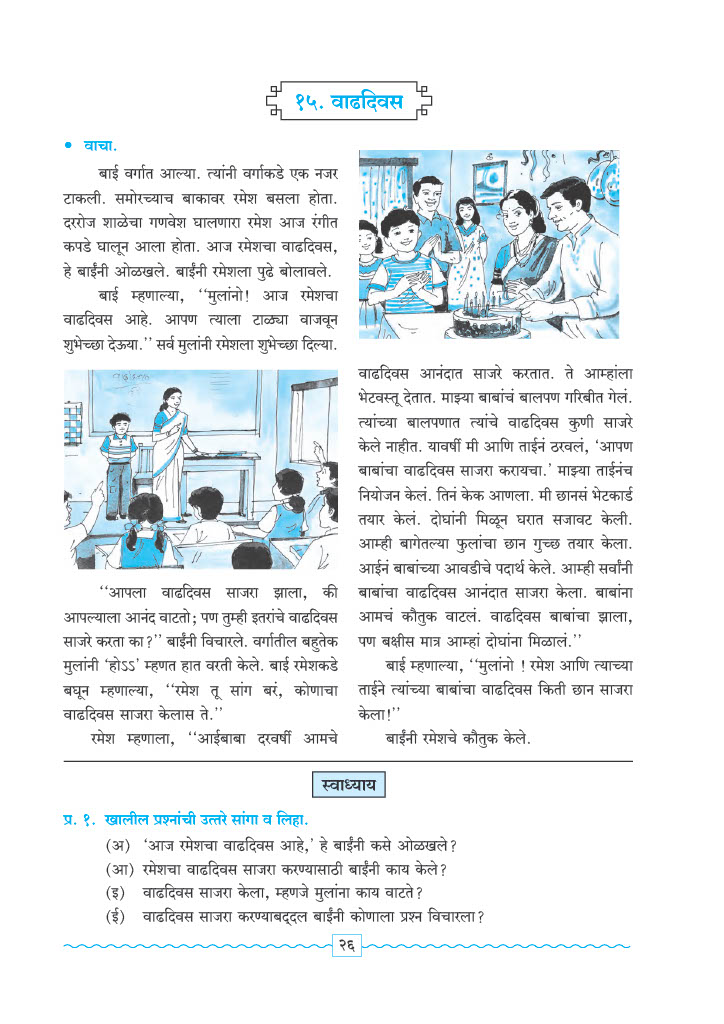 १५. वाढदिवस
• वाचा.
बाई वर्गात आल्या. त्यांनी वर्गाकडे एक नजर
टाकली. समोरच्याच बाकावर रमेश बसला होता.
दररोज शाळेचा गणवेश घालणारा रमेश आज रंगीत
कपडे घालून आला होता. आज रमेशचा वाढदिवस,
हे बाईंनी ओळखले. बाईंनी रमेशला पुढे बोलावले.
बाई म्हणाल्या, ‘‘मुलांनो! आज रमेशचा
वाढदिवस आहे. आपण त्याला टाळ्या वाजवून
शुभेच्छा देऊया.’’ सर्व मुलांनी रमेशला शुभेच्छा दिल्या.
‘‘आपला वाढदिवस साजरा झाला, की
आपल्याला आनंद वाटतो; पण तुम्ही इतरांचे वाढदिवस
साजरे करता का?’’ बाईंनी विचारले. वर्गातील बहुतेक
मुलांनी ‘होऽऽ’ म्हणत हात वरती केले. बाई रमेशकडे
बघून म्हणाल्या, ‘‘रमेश तू सांग बरं, कोणाचा
वाढदिवस साजरा केलास ते.’’
रमेश म्हणाला, ‘‘आईबाबा दरवर्षी आमचे
वाढदिवस आनंदात साजरे करतात. ते आम्हांला
भेटवस्तू देतात. माझ्या बाबांचं बालपण गरिबीत गेलं.
त्यांच्या बालपणात त्यांचे वाढदिवस कुणी साजरे
केले नाहीत. यावर्षी मी आणि ताईनं ठरवलं, ‘आपण
बाबांचा वाढदिवस साजरा करायचा.’ माझ्या ताईनंच
नियोजन केलं. तिनं केक आणला. मी छानसं भेटकार्ड
तयार केलं. दोघांनी मिळून घरात सजावट केली.
आम्ही बागेतल्या फुलांचा छान गुच्छ तयार केला.
आईनं बाबांच्या आवडीचे पदार्थ केले. आम्ही सर्वांनी
बाबांचा वाढदिवस आनंदात साजरा केला. बाबांना
आमचं कौतुक वाटलं. वाढदिवस बाबांचा झाला,
पण बक्षीस मात्र आम्हां दोघांना मिळालं.’’
बाई म्हणाल्या, ‘‘मुलांनो ! रमेश आणि त्याच्या
ताईने त्यांच्या बाबांचा वाढदिवस किती छान साजरा
केला!’’
बाईंनी रमेशचे कौतुक केले.
स्वाध्याय
प्र. १. खालील प्रश्नांची उत्तरे सांगा व लिहा.
(अ) ‘आज रमेशचा वाढदिवस आहे,’ हे बाईंनी कसे ओळखले?
(आ) रमेशचा वाढदिवस साजरा करण्यासाठी बाईंनी काय केले?
(इ) वाढदिवस साजरा केला, म्हणजे मुलांना काय वाटते?
(ई) वाढदिवस साजरा करण्याबद्दल बाईंनी कोणाला प्रश्न विचारला?
२६